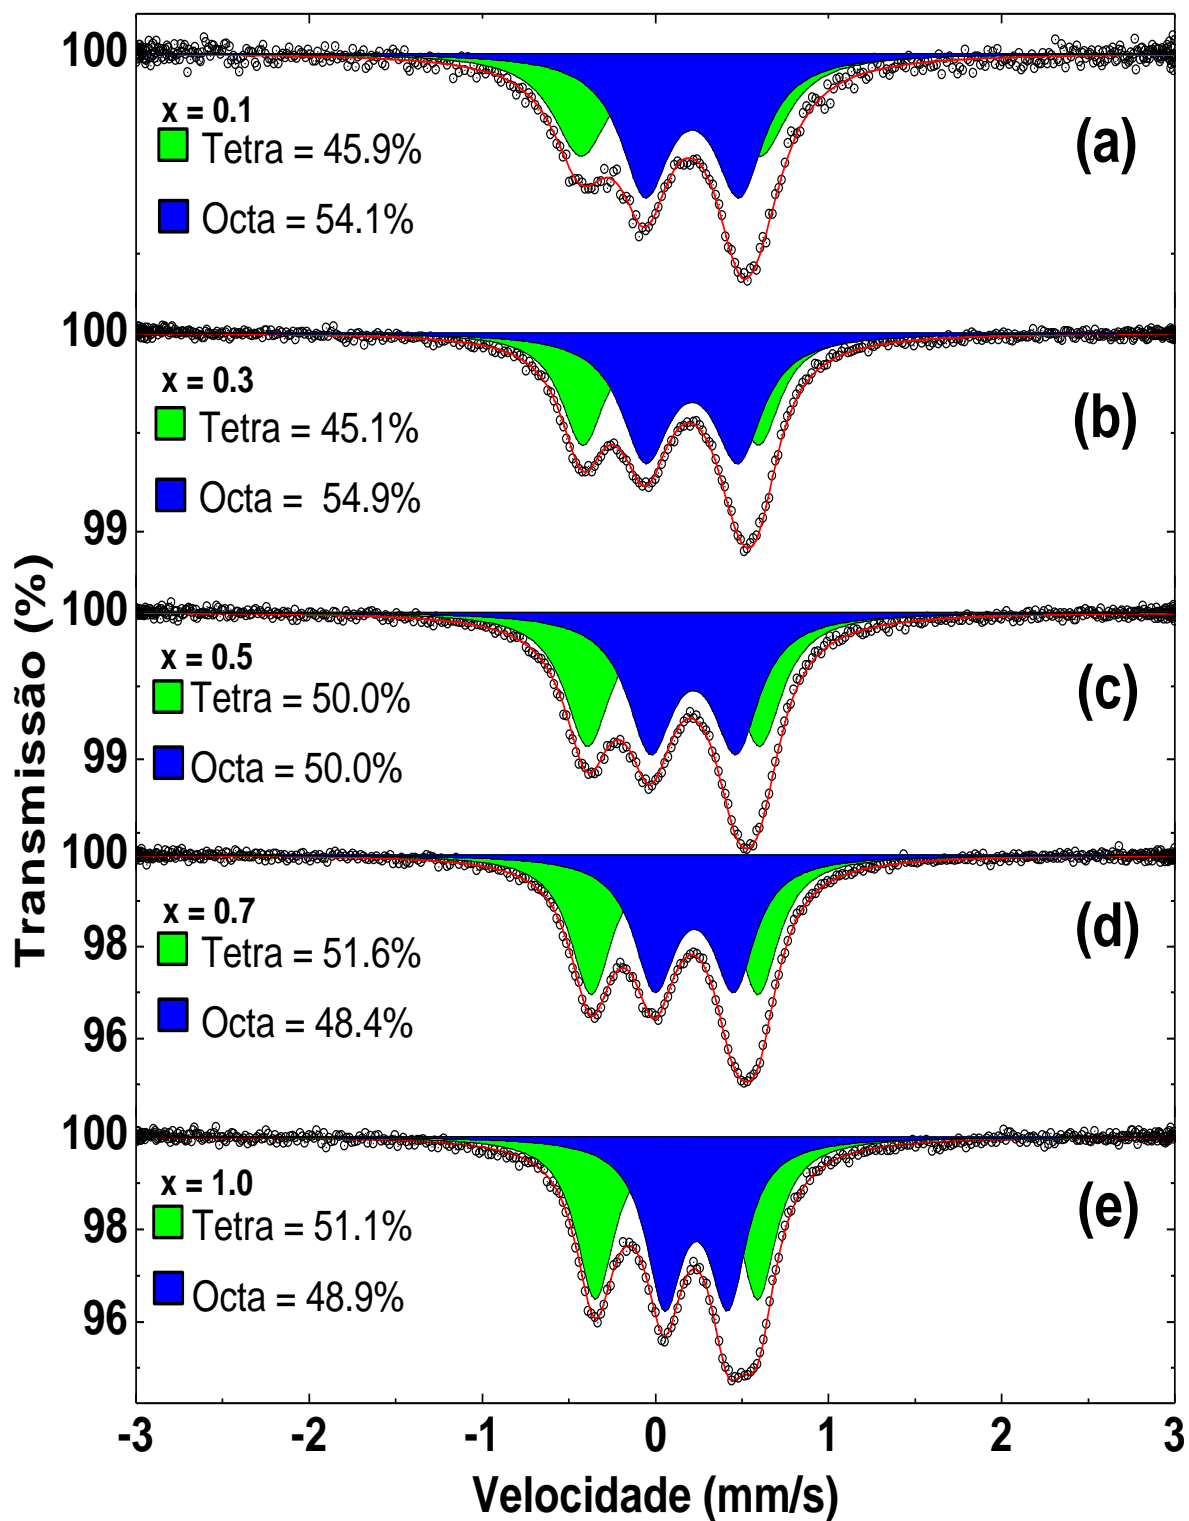 100
x = 0.1
Tetra = 45.9%
Octa = 54.1%
(a)
100
x = 0.3
Tetra = 45.1%
Octa = 54.9%
(b)
99
100
x = 0.5
Tetra = 50.0%
Octa = 50.0%
(c)
99
100
x = 0.7
Tetra = 51.6%
Octa = 48.4%
(d)
98
96
100
x = 1.0
Tetra = 51.1%
Octa = 48.9%
(e)
98
96
Transmissão (%)
-3 -2 -1 0 1 2 3
Velocidade (mm/s)